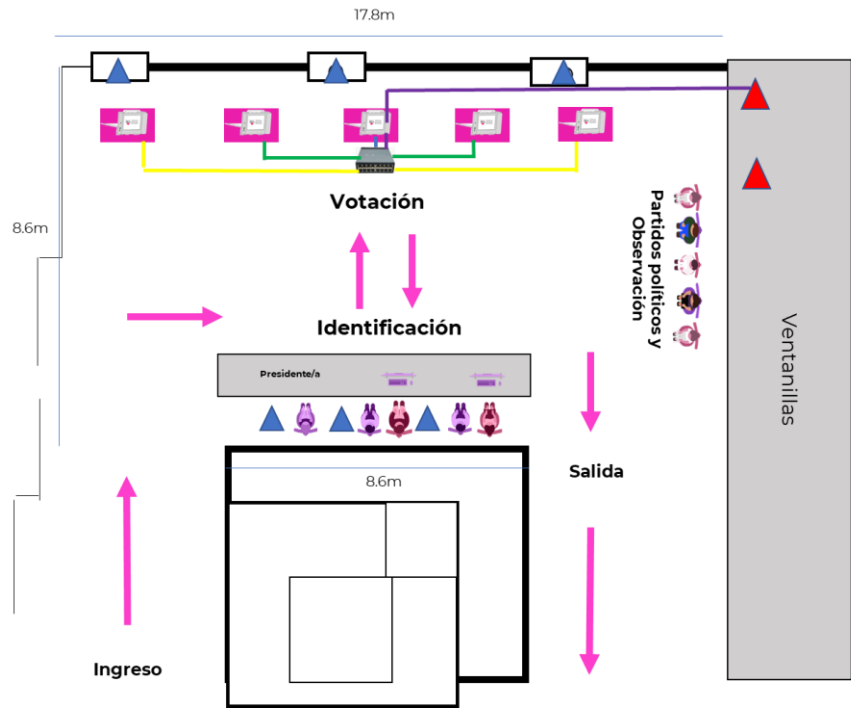 17.8m
8.6m
Votación
Partidos políticos y
Observación
Identificación
Ventanillas
Presidente/a
8.6m
Salida
Ingreso